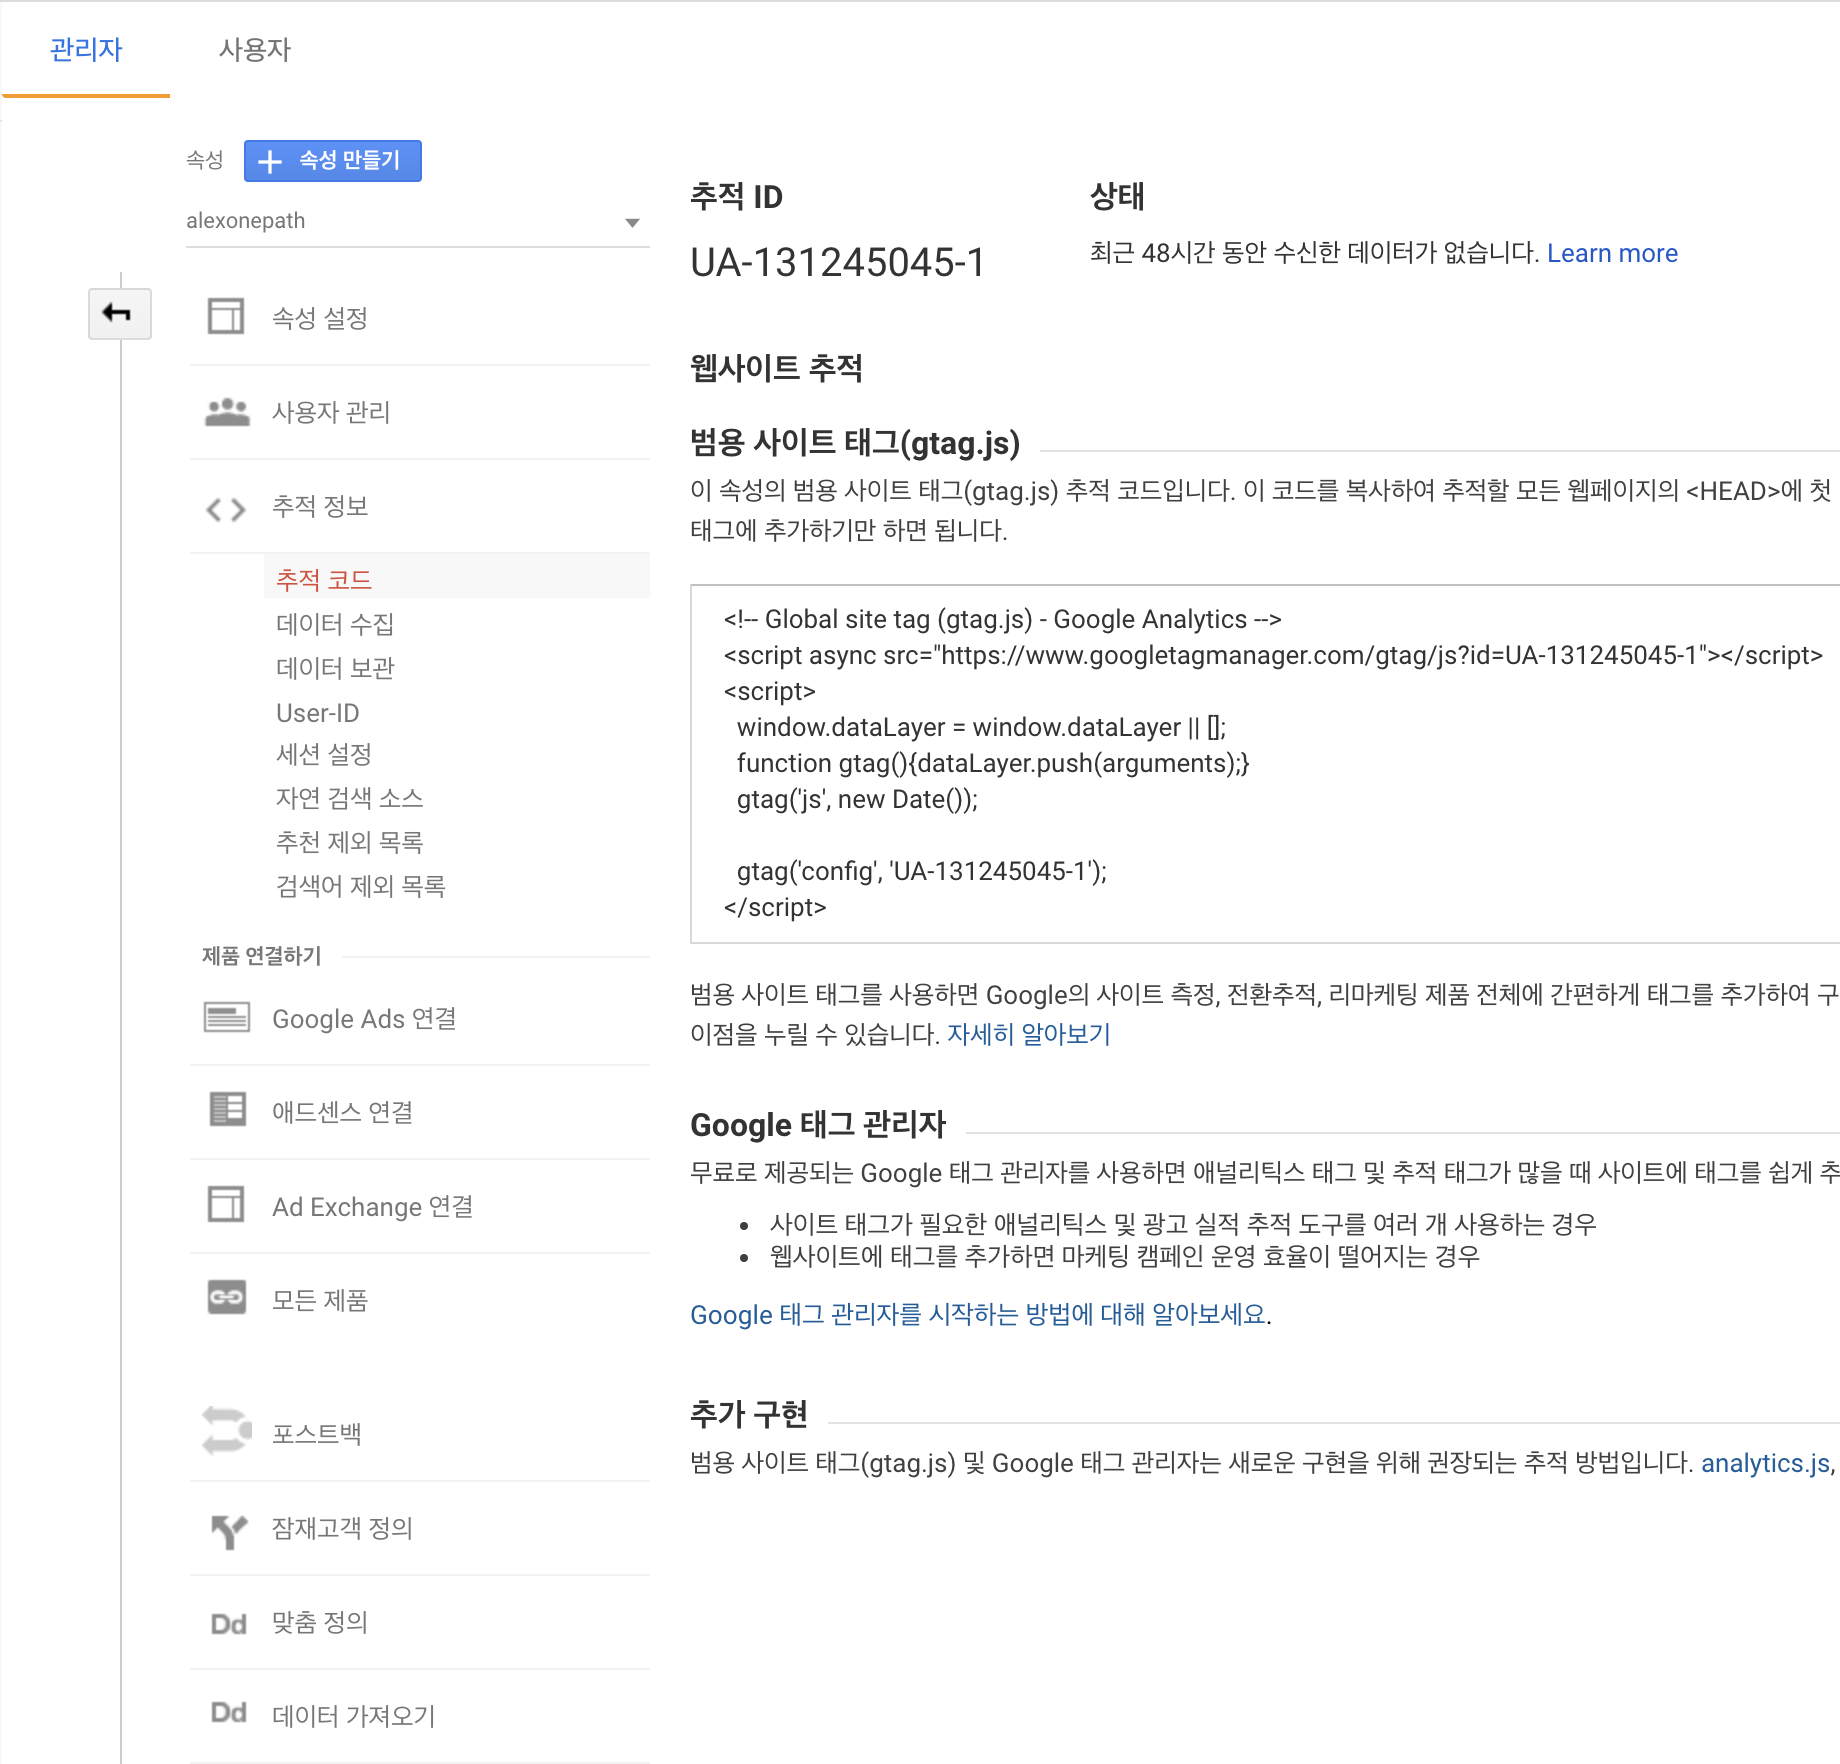 관리자
사용자
속성
속성 만들기
alexonepath
속성 설정
사용자 관리
추적 정보
추적 코드
데이터 수집
데이터 보관
User-ID
세션 설정
자연 검색 소스
추천 제외 목록
검색어 제외 목록
제품 연결하기
Google Ads 연결
애드센스 연결
Ad Exchange 연결
모든 제품
포스트백
잠재고객 정의
Dd 맞춤 정의
Dd 데이터 가져오기
추적 ID
UA-131245045-1
상태
최근 48시간 동안 수신한 데이터가 없습니다. Learn more
웹사이트 추적
범용 사이트 태그(gtag.js)
이 속성의 범용 사이트 태그(gtag.js) 추적 코드입니다. 이 코드를 복사하여 추적할 모든 웹페이지의 <HEAD>에 첫
태그에 추가하기만 하면 됩니다.
<!-- Global site tag (gtag.js) - Google Analytics -->
<script async src="https://www.googletagmanager.com/gtag/js?id=UA-131245045-1"></script>
<script>
window.dataLayer = window.dataLayer || [];
function gtag(){dataLayer.push(arguments);}
gtag('js', new Date());
gtag('config', 'UA-131245045-1');
</script>
범용 사이트 태그를 사용하면 Google의 사이트 측정, 전환추적, 리마케팅 제품 전체에 간편하게 태그를 추가하여 구
이점을 누릴 수 있습니다. 자세히 알아보기
Google 태그 관리자
무료로 제공되는 Google 태그 관리자를 사용하면 애널리틱스 태그 및 추적 태그가 많을 때 사이트에 태그를 쉽게 추
• 사이트 태그가 필요한 애널리틱스 및 광고 실적 추적 도구를 여러 개 사용하는 경우
• 웹사이트에 태그를 추가하면 마케팅 캠페인 운영 효율이 떨어지는 경우
Google 태그 관리자를 시작하는 방법에 대해 알아보세요.
추가 구현
범용 사이트 태그(gtag.js) 및 Google 태그 관리자는 새로운 구현을 위해 권장되는 추적 방법입니다. analytics.js,